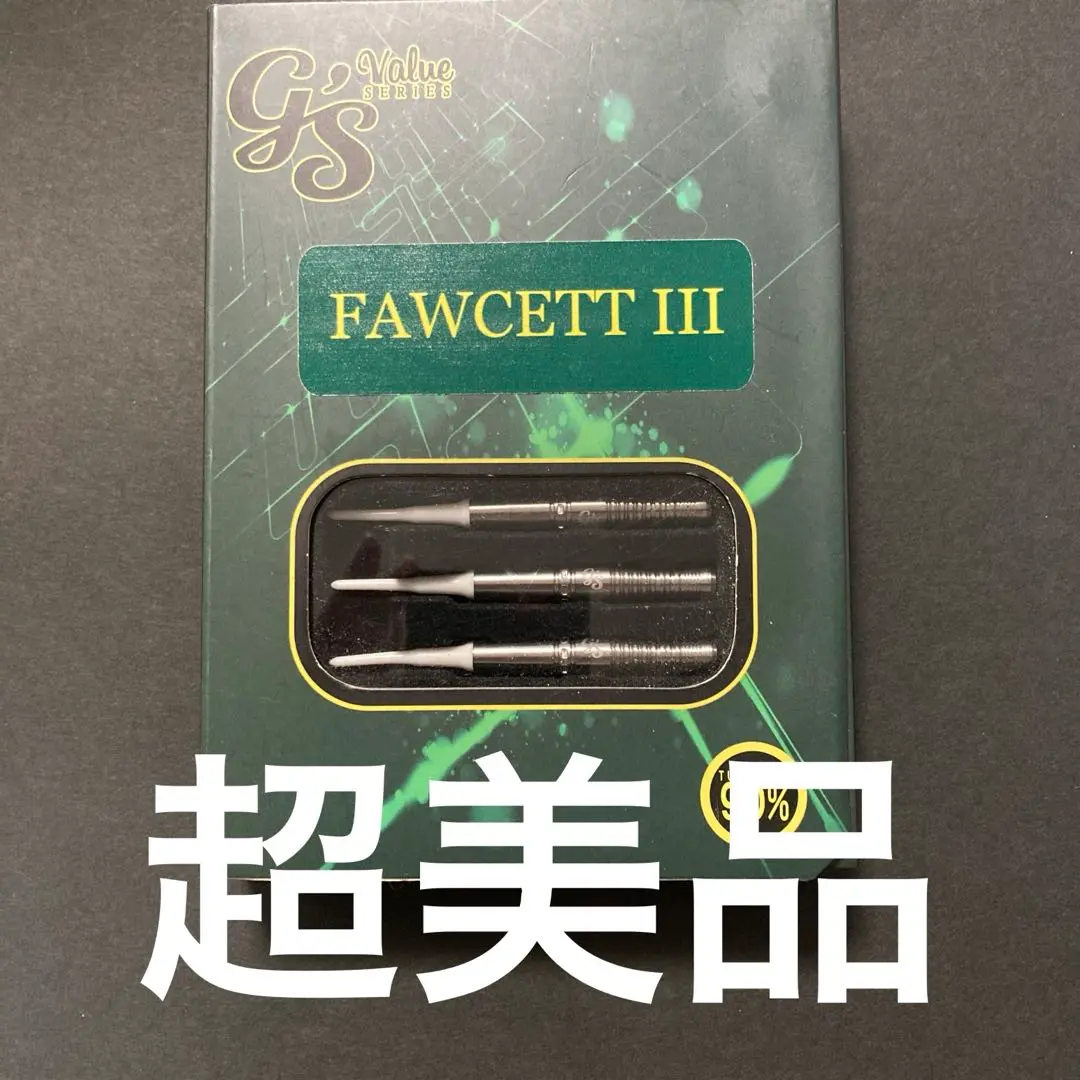 G's Value
SERIES
FAWCETT III
G's
G's
超美品